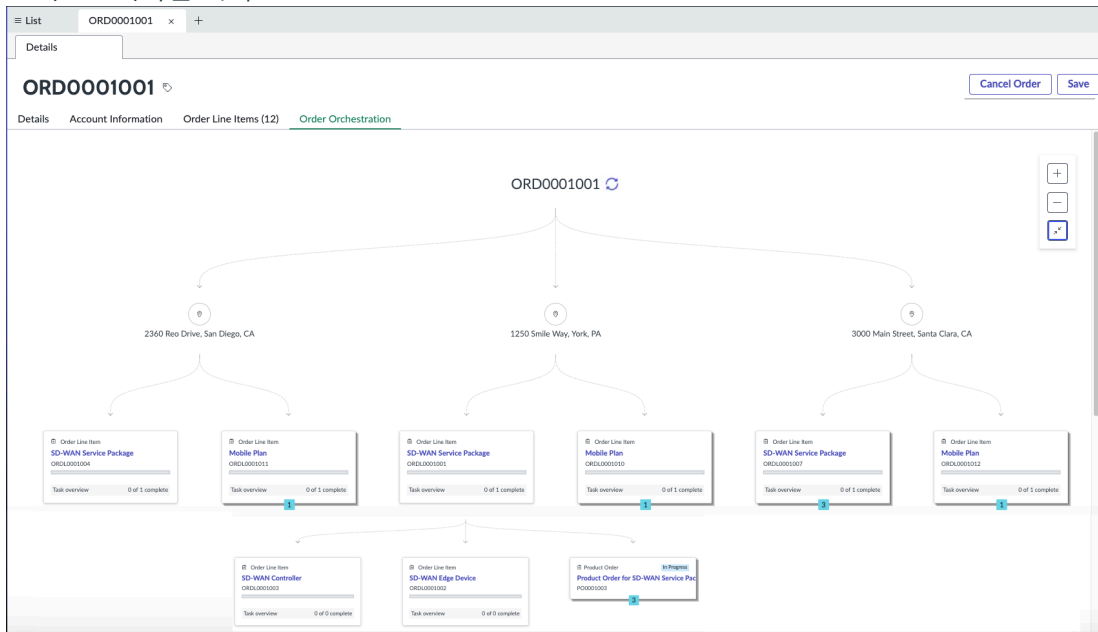 List
ORD0001001 × +
Details
ORD0001001
Cancel Order
Save
Details
Account Information
Order Line Items (12)
Order Orchestration
ORD0001001
2360 Reo Drive, San Diego, CA
1250 Smile Way, York, PA
3000 Main Street, Santa Clara, CA
Order Line Item
SD-WAN Service Package
ORDL0001004
Task overview 0 of 1 complete
Order Line Item
Mobile Plan
ORDL0001011
Task overview 0 of 1 complete
1
Order Line Item
SD-WAN Service Package
ORDL0001001
Task overview 0 of 1 complete
Order Line Item
Mobile Plan
ORDL0001010
Task overview 0 of 1 complete
1
Order Line Item
SD-WAN Service Package
ORDL0001007
Task overview 0 of 1 complete
3
Order Line Item
Mobile Plan
ORDL0001012
Task overview 0 of 1 complete
1
Order Line Item
SD-WAN Controller
ORDL0001003
Task overview 0 of 0 complete
Order Line Item
SD-WAN Edge Device
ORDL0001002
Task overview 0 of 0 complete
Product Order In Progress
Product Order for SD-WAN Service Pac
PO0001003
3